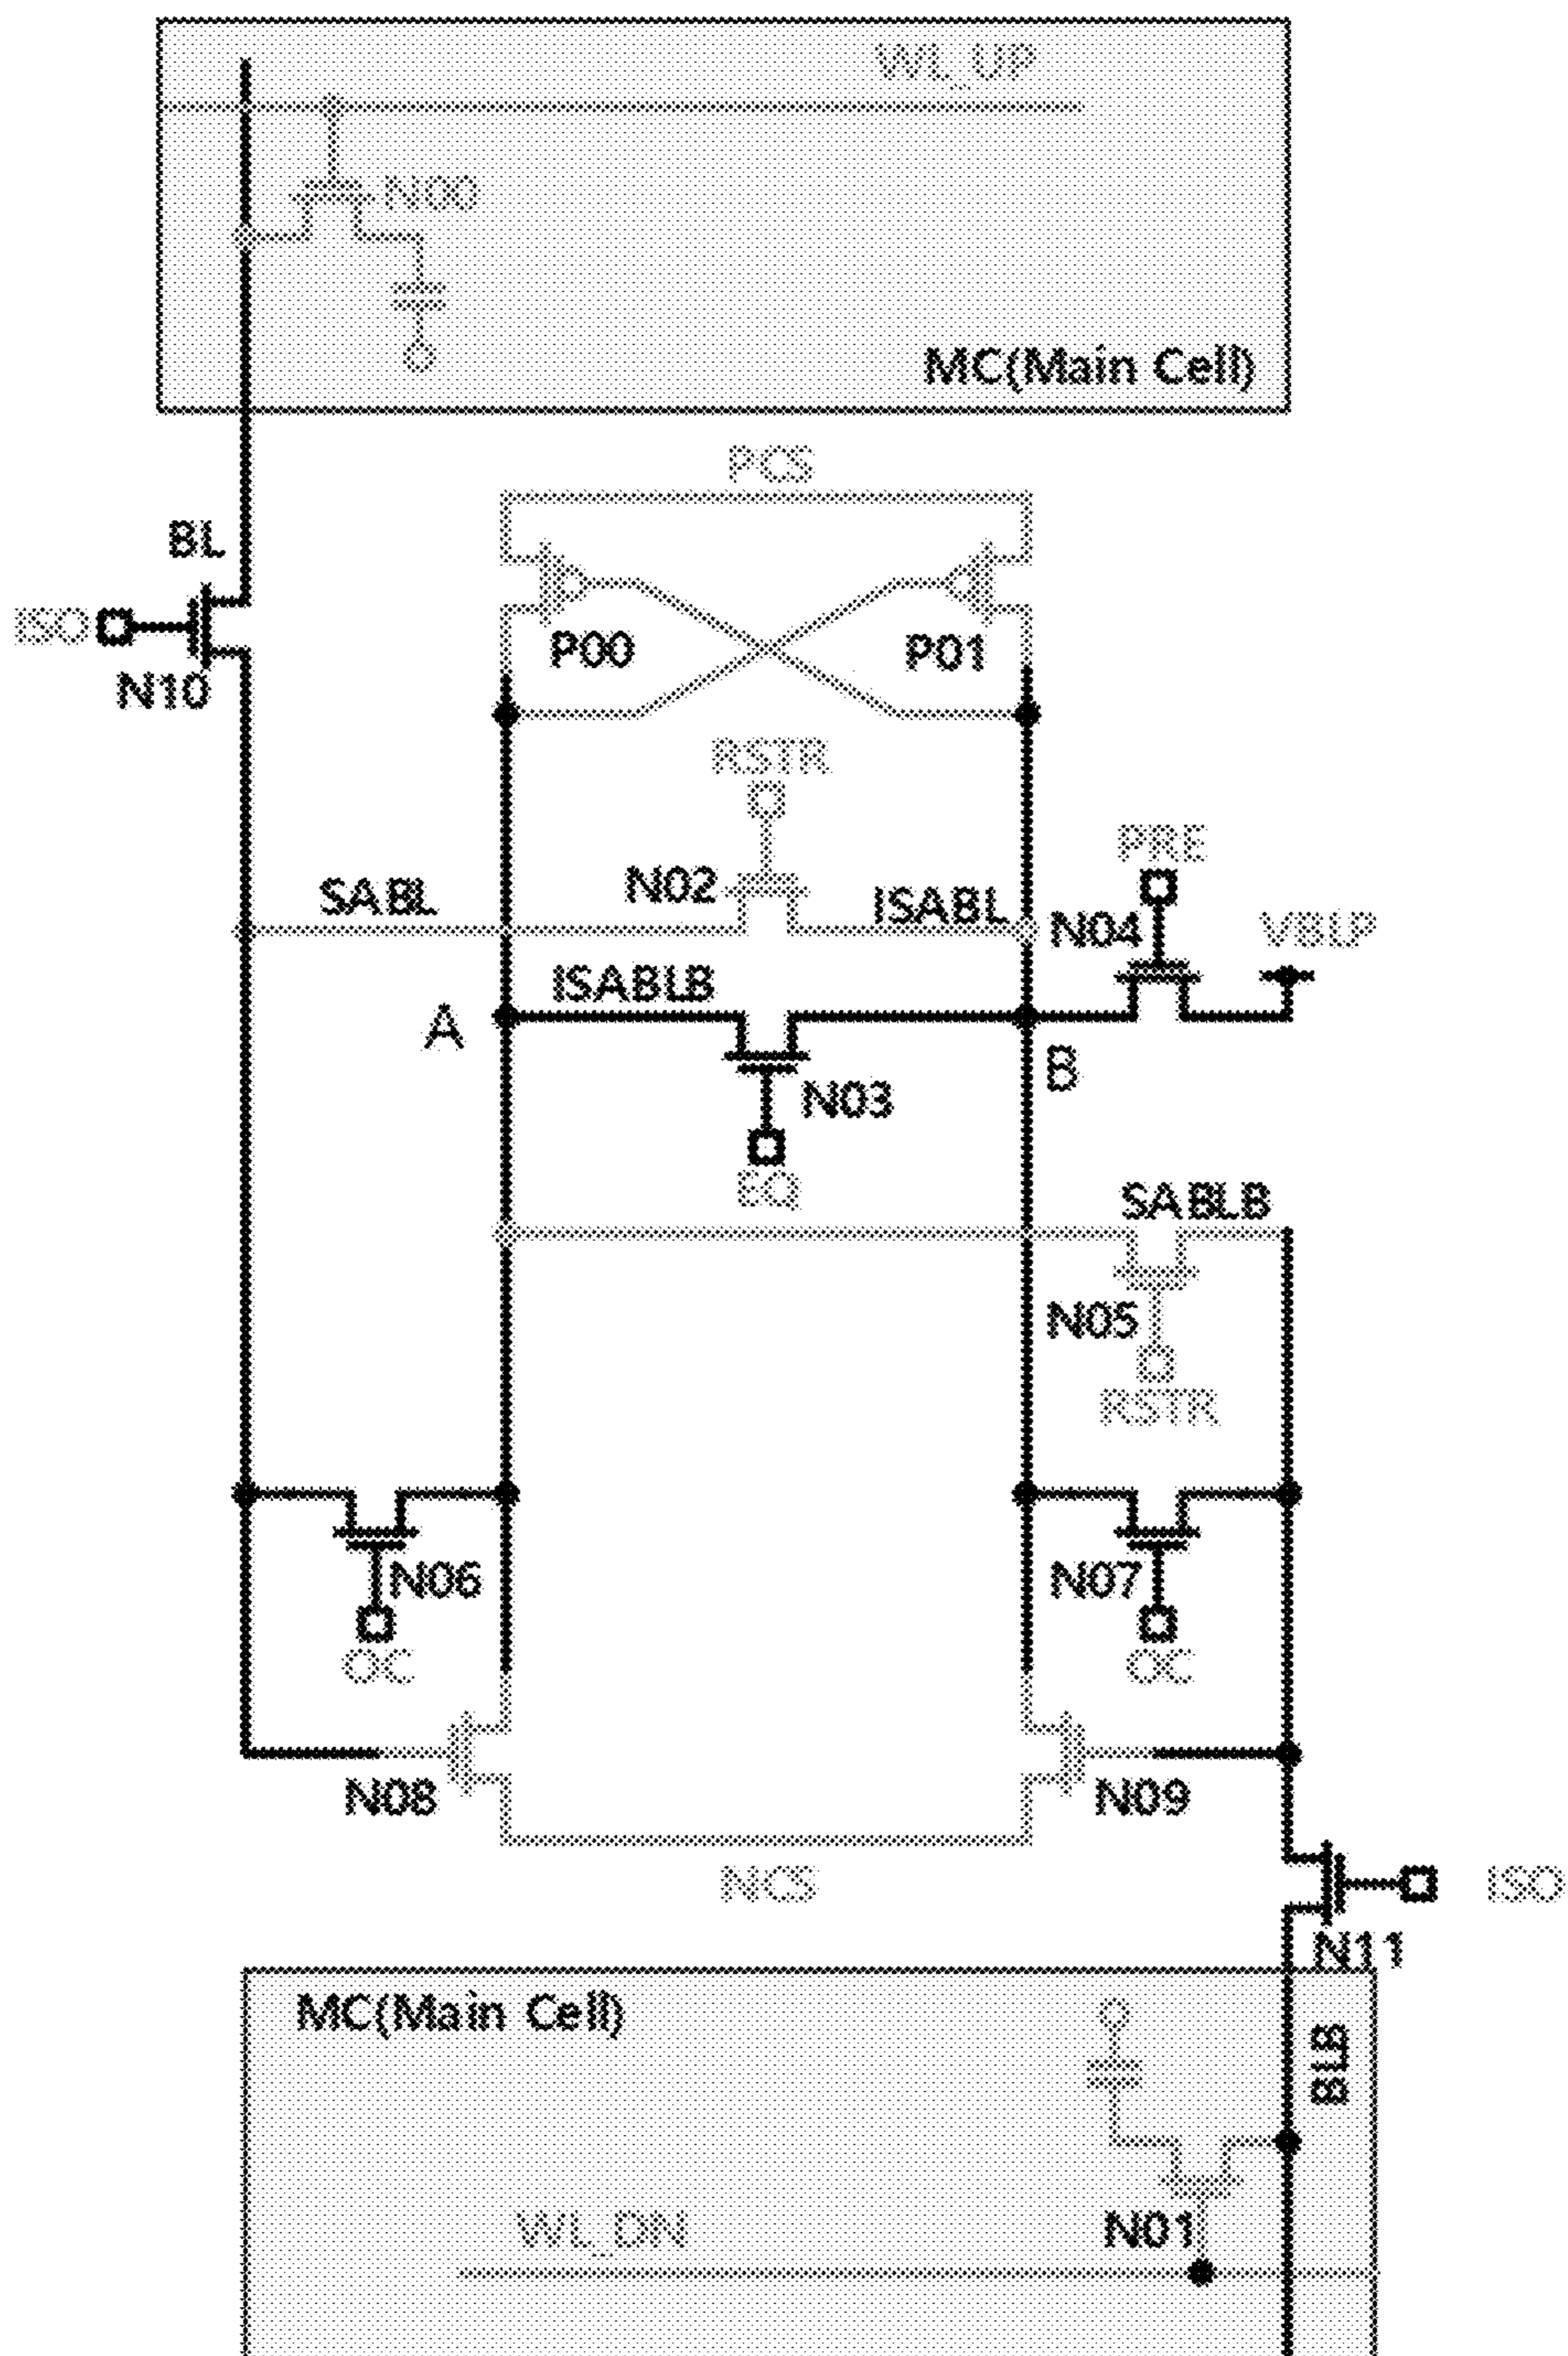 WL_UP
N00
MC(Main Cell)
PCS
BL
ISO
P00
P01
N10
RSTR
PRE
SABL
N02
ISABL
N04
VBLP
ISABLB
A
B
N03
EQ
SABLB
N05
RSTR
N06
N07
OC
OC
N08
N09
NCS
ISO
N11
MC(Main Cell)
BLB
WL_DN
N01